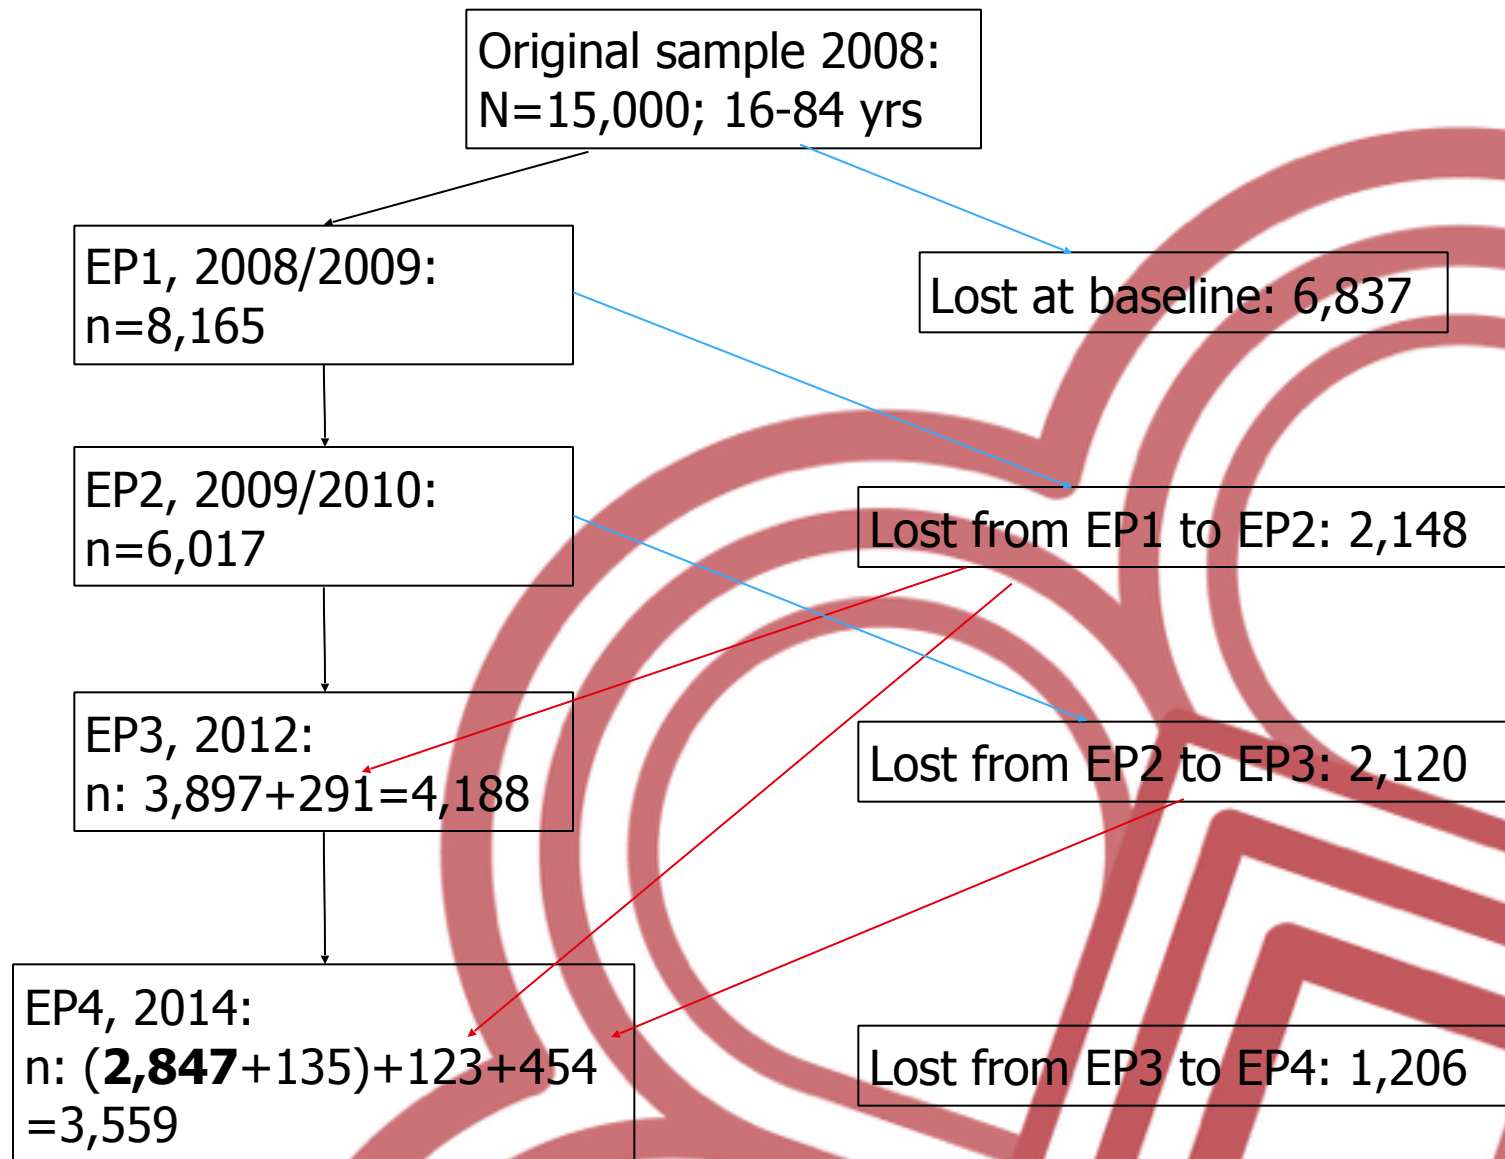 Original sample 2008:
N=15,000; 16-84 yrs
EP1, 2008/2009:
n=8,165
Lost at baseline: 6,837
EP2, 2009/2010:
n=6,017
Lost from EP1 to EP2: 2,148
EP3, 2012:
n: 3,897+291=4,188
Lost from EP2 to EP3: 2,120
EP4, 2014:
n: (2,847+135)+123+454
=3,559
Lost from EP3 to EP4: 1,206